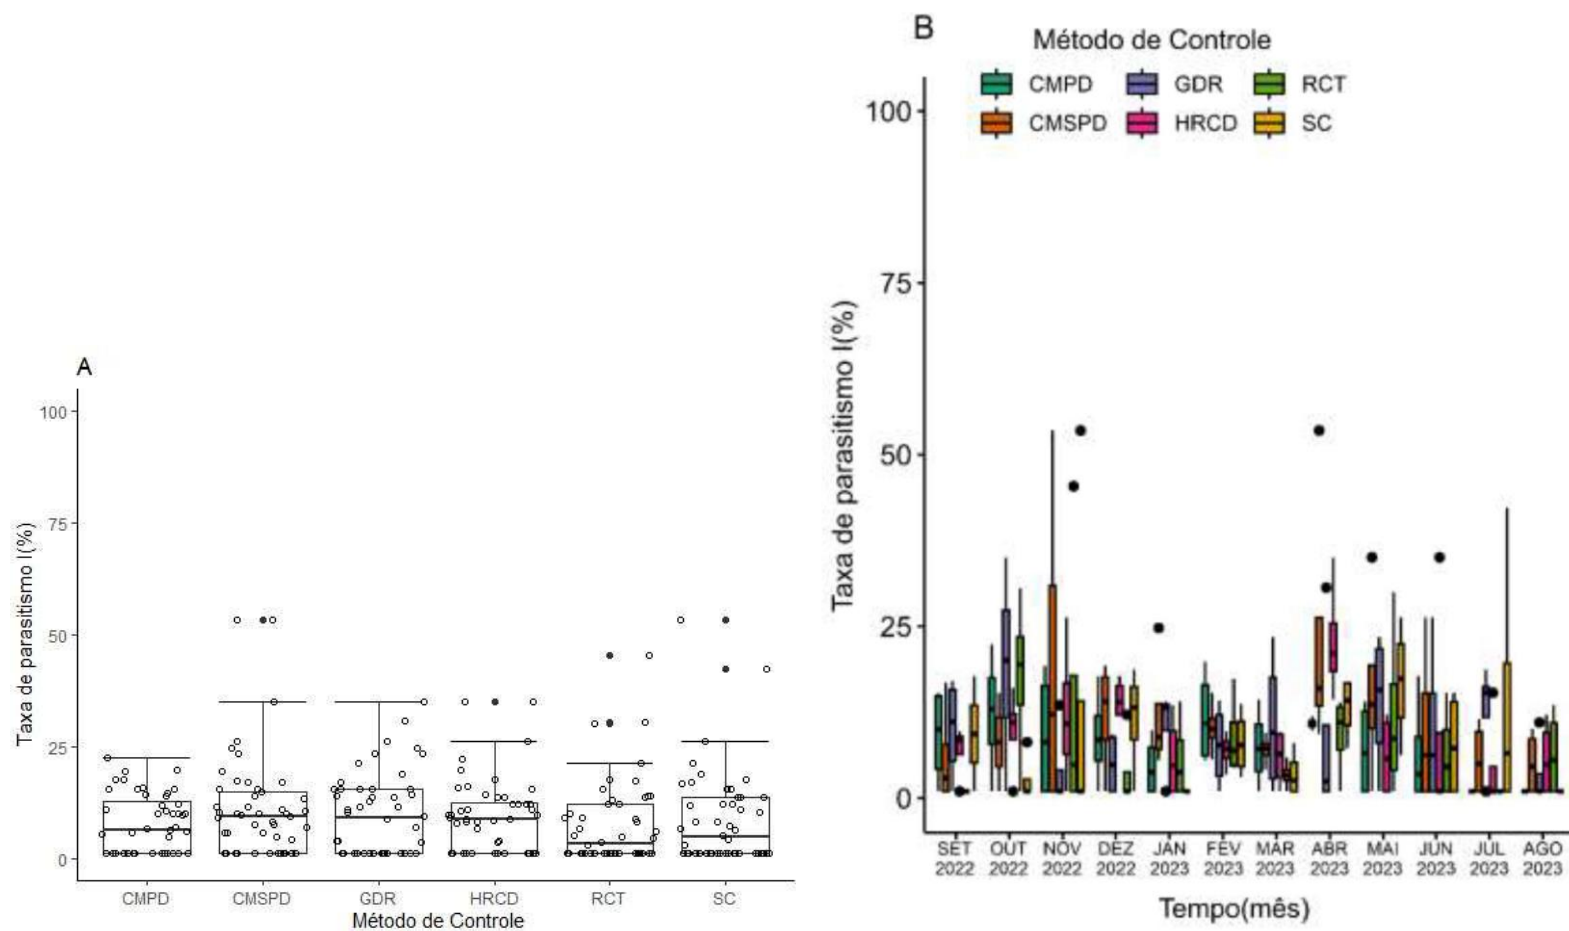 A
Taxa de parasitismo I(%)
100
75
50
25
0
CMPD CMSPD GDR HRCD RCT SC
Método de Controle
B
Método de Controle
CMPD GDR RCT
CMSPD HRCD SC
Taxa de parasitismo I(%)
100
75
50
25
0
SET OUT NOV DEZ JAN FEV MAR ABR MAI JUN JUL AGO
2022 2022 2022 2022 2023 2023 2023 2023 2023 2023 2023 2023
Tempo(mês)